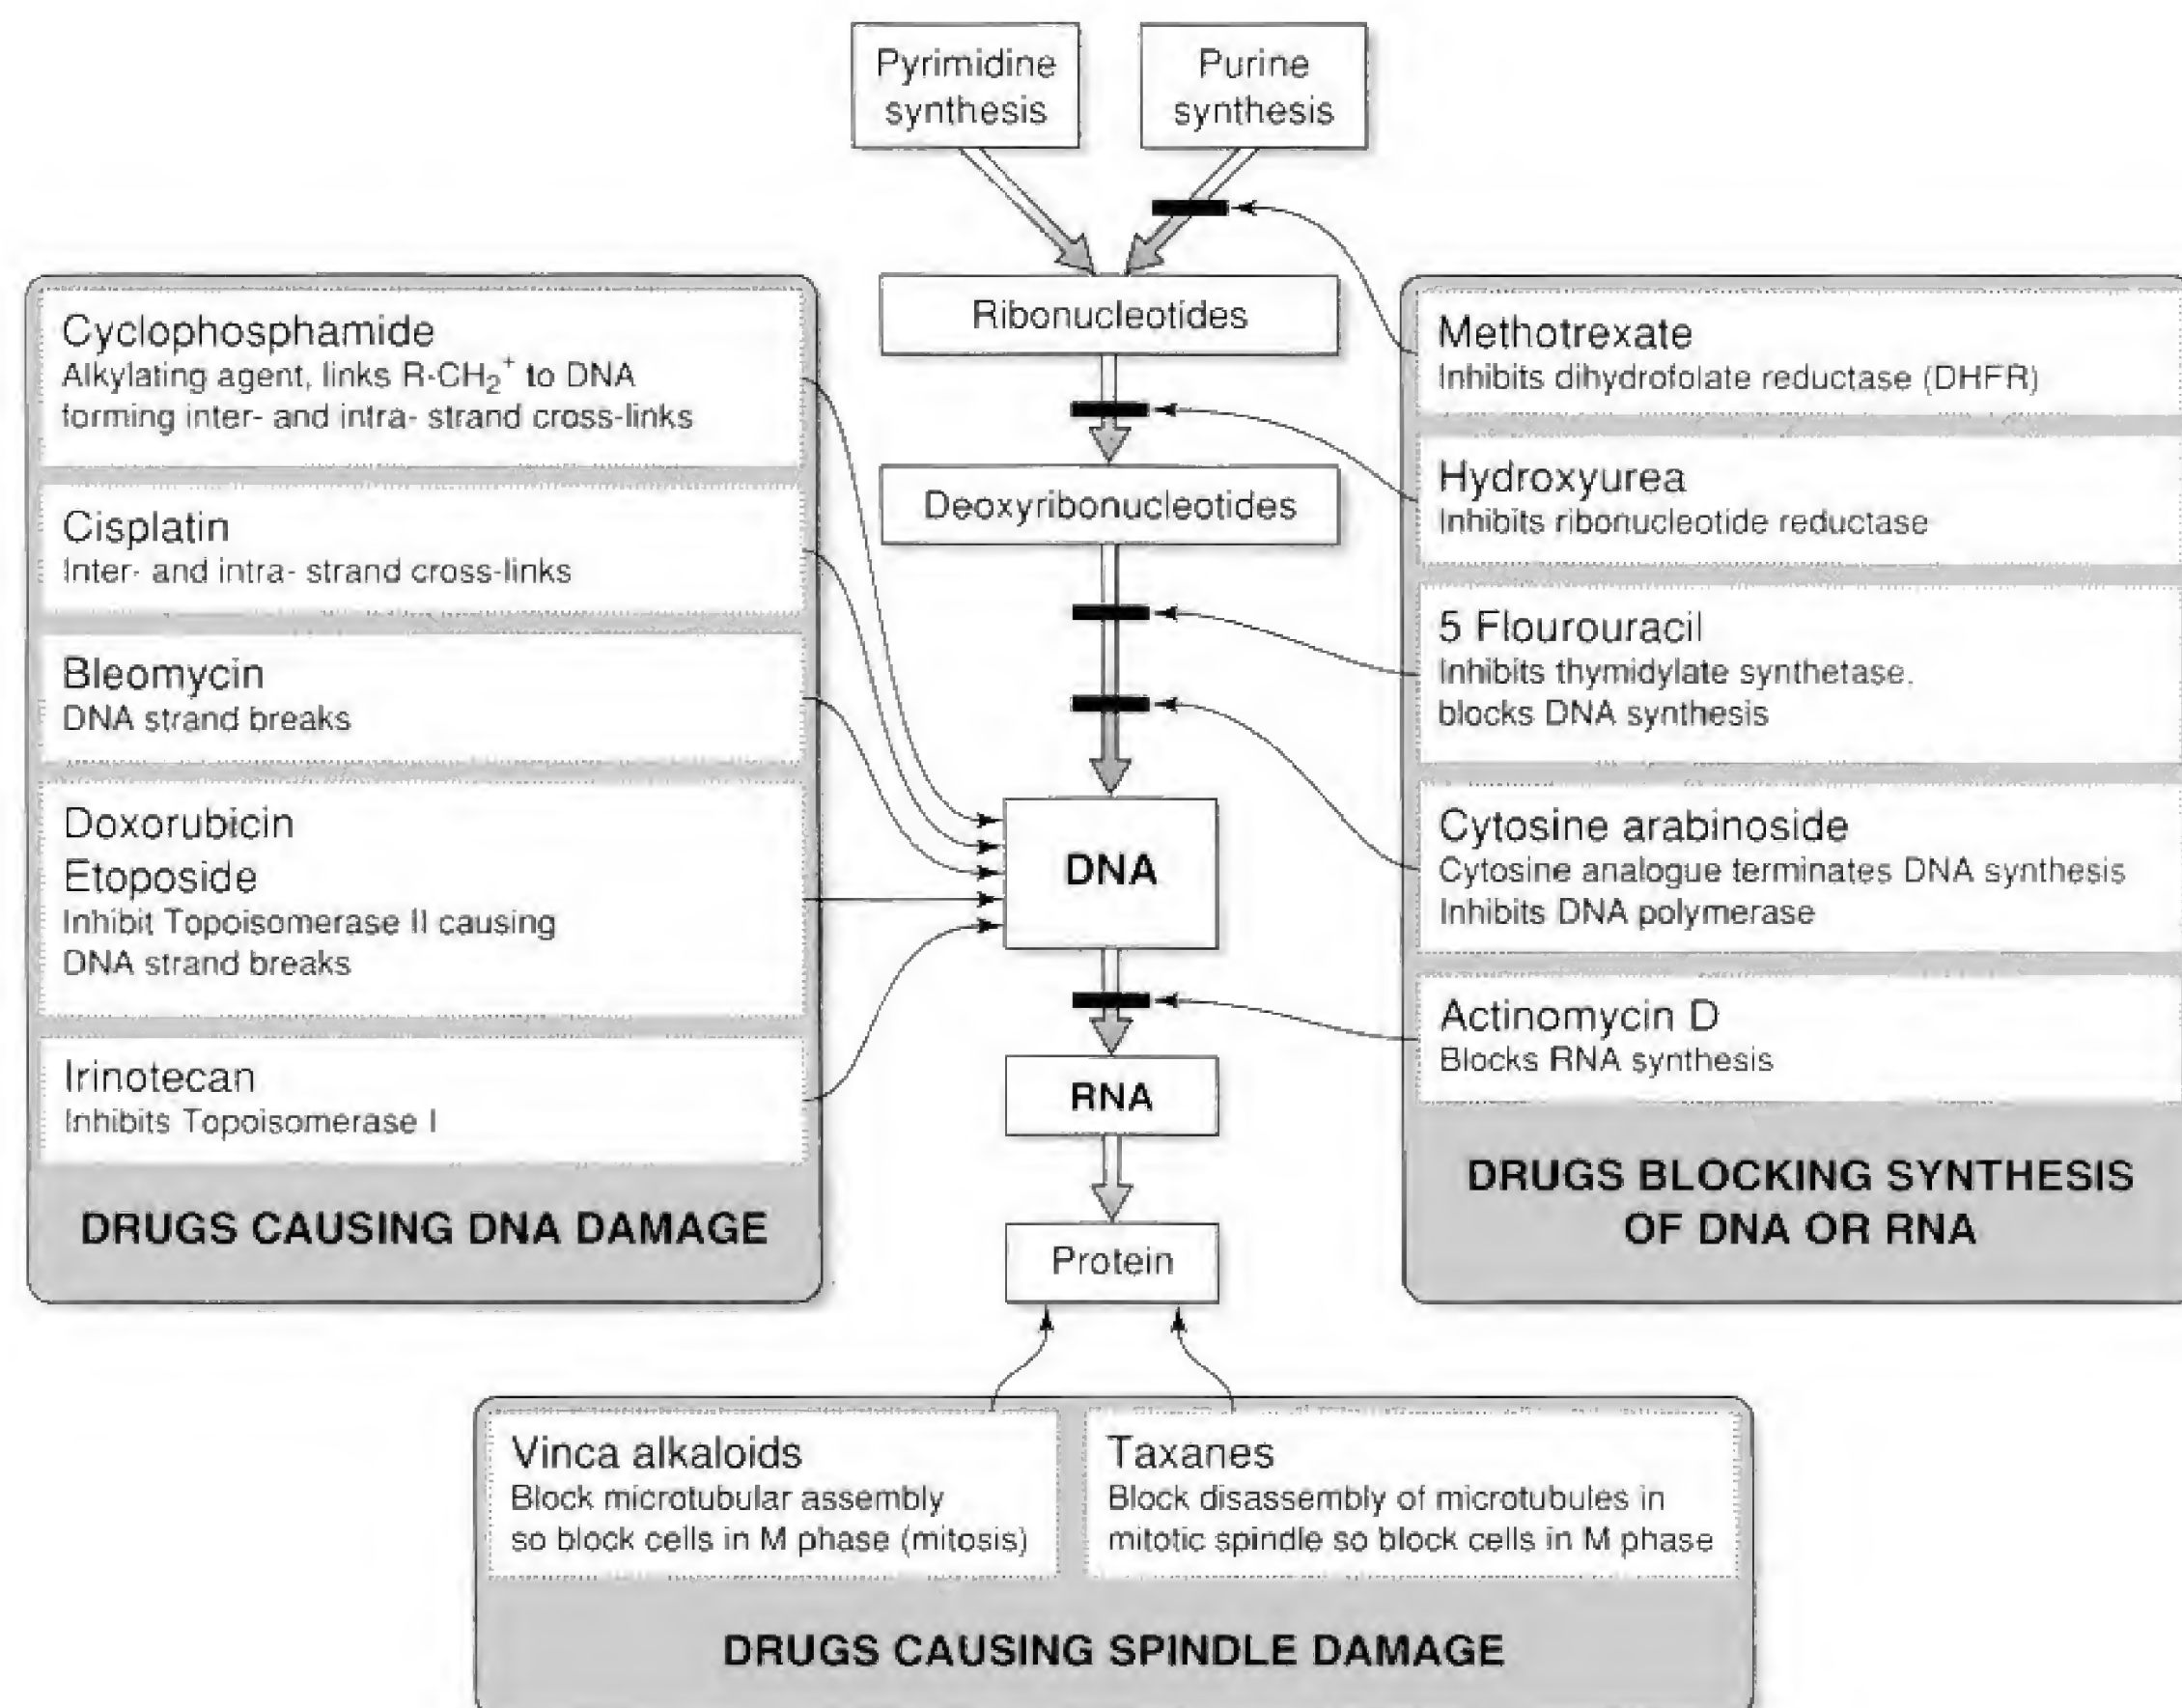 Pyrimidine
synthesis
Purine
synthesis
Ribonucleotides
Deoxyribonucleotides
DNA
RNA
Protein
Cyclophosphamide
Alkylating agent, links R-CH₂⁺ to DNA
forming inter- and intra- strand cross-links
Cisplatin
Inter- and intra- strand cross-links
Bleomycin
DNA strand breaks
Doxorubicin
Etoposide
Inhibit Topoisomerase II causing
DNA strand breaks
Irinotecan
Inhibits Topoisomerase I
DRUGS CAUSING DNA DAMAGE
Methotrexate
Inhibits dihydrofolate reductase (DHFR)
Hydroxyurea
Inhibits ribonucleotide reductase
5 Flourouracil
Inhibits thymidylate synthetase,
blocks DNA synthesis
Cytosine arabinoside
Cytosine analogue terminates DNA synthesis
Inhibits DNA polymerase
Actinomycin D
Blocks RNA synthesis
DRUGS BLOCKING SYNTHESIS
OF DNA OR RNA
Vinca alkaloids
Block microtubular assembly
so block cells in M phase (mitosis)
Taxanes
Block disassembly of microtubules in
mitotic spindle so block cells in M phase
DRUGS CAUSING SPINDLE DAMAGE